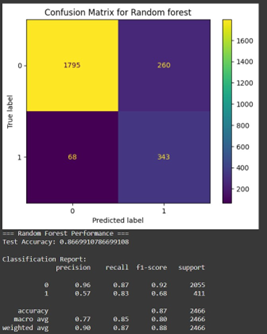 Confusion Matrix for Random forest
0 1795 260
1 68 343
True label
0 1
Predicted label
1600
1400
1200
1000
800
600
400
200
=== Random Forest Performance ===
Test Accuracy: 0.8669910786699108
Classification Report:
precision recall f1-score support
0 0.96 0.87 0.92 2055
1 0.57 0.83 0.68 411
accuracy 0.87 2466
macro avg 0.77 0.85 0.80 2466
weighted avg 0.90 0.87 0.88 2466